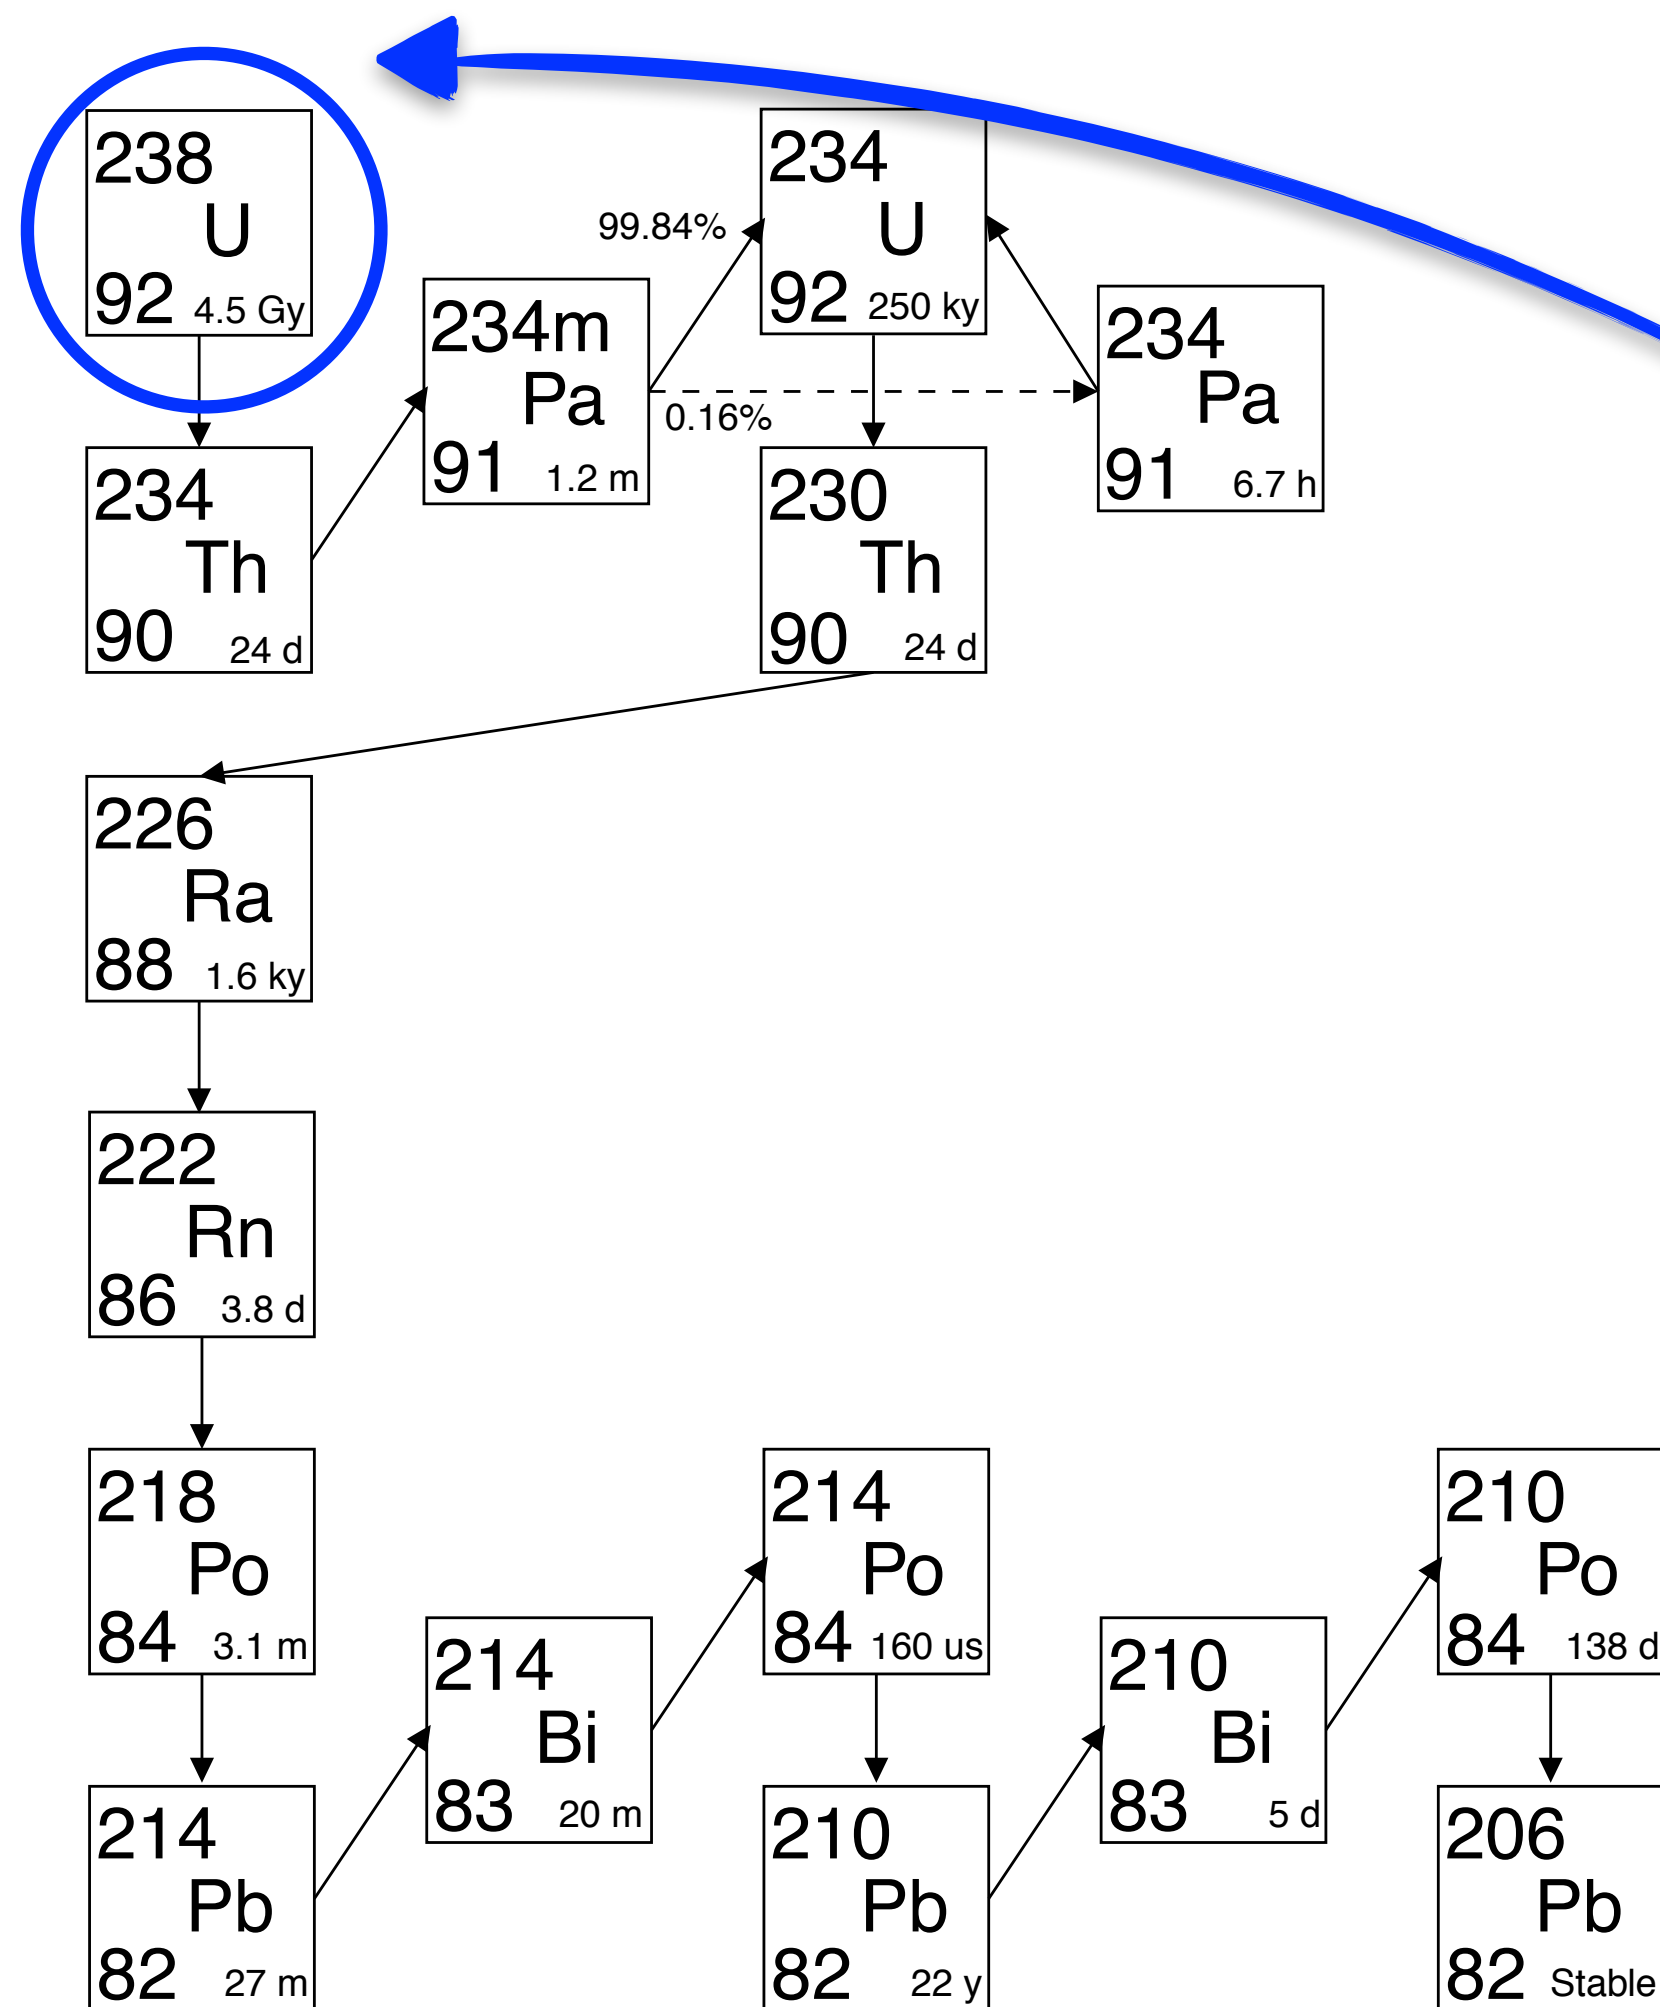 238
U
92 4.5 Gy
234
U
92 250 ky
99.84%
234m
Pa
91 1.2 m
0.16%
234
Pa
91 6.7 h
234
Th
90 24 d
230
Th
90 24 d
226
Ra
88 1.6 ky
222
Rn
86 3.8 d
218
Po
84 3.1 m
214
Po
84 160 us
210
Po
84 138 d
214
Bi
83 20 m
210
Bi
83 5 d
214
Pb
82 27 m
210
Pb
82 22 y
206
Pb
82 Stable